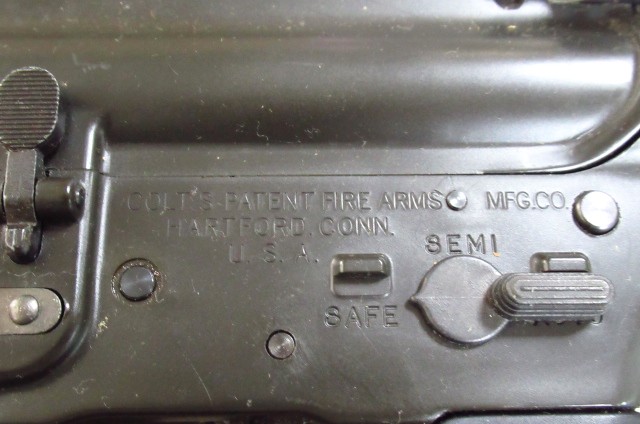 COLT'S PATENT FIRE ARMS MFG.CO.
HARTFORD, CONN.
U. S. A.
SEMI
SAFE